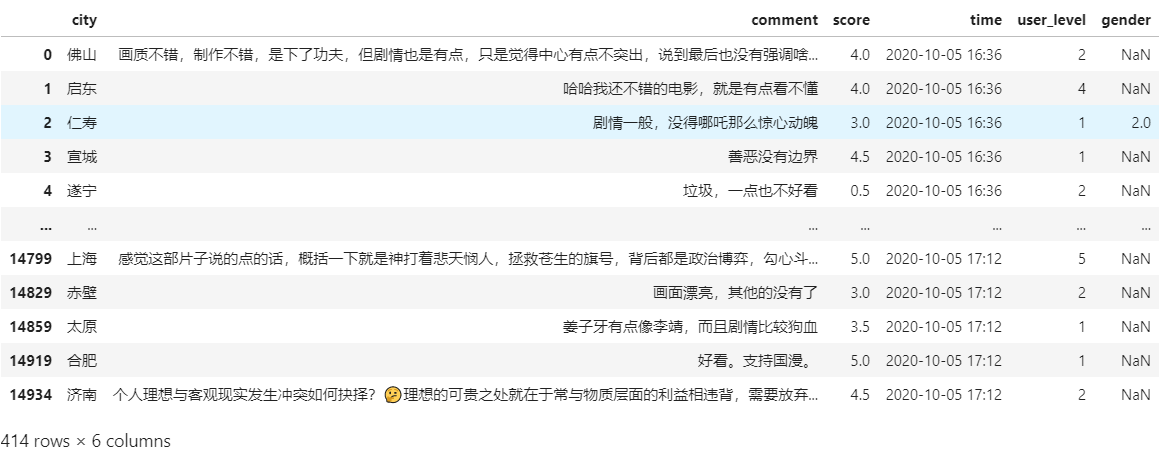 city comment score time user_level gender
0 佛山 画质不错，制作不错，是下了功夫，但剧情也是有点，只是觉得中心有点不突出，说到最后也没有强调啥... 4.0 2020-10-05 16:36 2 NaN
1 启东 哈哈我还不错的电影，就是有点看不懂 4.0 2020-10-05 16:36 4 NaN
2 仁寿 剧情一般，没得哪吒那么惊心动魄 3.0 2020-10-05 16:36 1 2.0
3 宣城 善恶没有边界 4.5 2020-10-05 16:36 1 NaN
4 遂宁 垃圾，一点也不好看 0.5 2020-10-05 16:36 2 NaN
... ... ... ... ... ... ...
14799 上海 感觉这部片子说的点的话，概括一下就是神打着悲天悯人，拯救苍生的旗号，背后都是政治博弈，勾心斗... 5.0 2020-10-05 17:12 5 NaN
14829 赤壁 画面漂亮，其他的没有了 3.0 2020-10-05 17:12 2 NaN
14859 太原 姜子牙有点像李靖，而且剧情比较狗血 3.5 2020-10-05 17:12 1 NaN
14919 合肥 好看。支持国漫。 5.0 2020-10-05 17:12 1 NaN
14934 济南 个人理想与客观现实发生冲突如何抉择？🤔理想的可贵之处就在于常与物质层面的利益相违背，需要放弃... 4.5 2020-10-05 17:12 2 NaN
414 rows × 6 columns